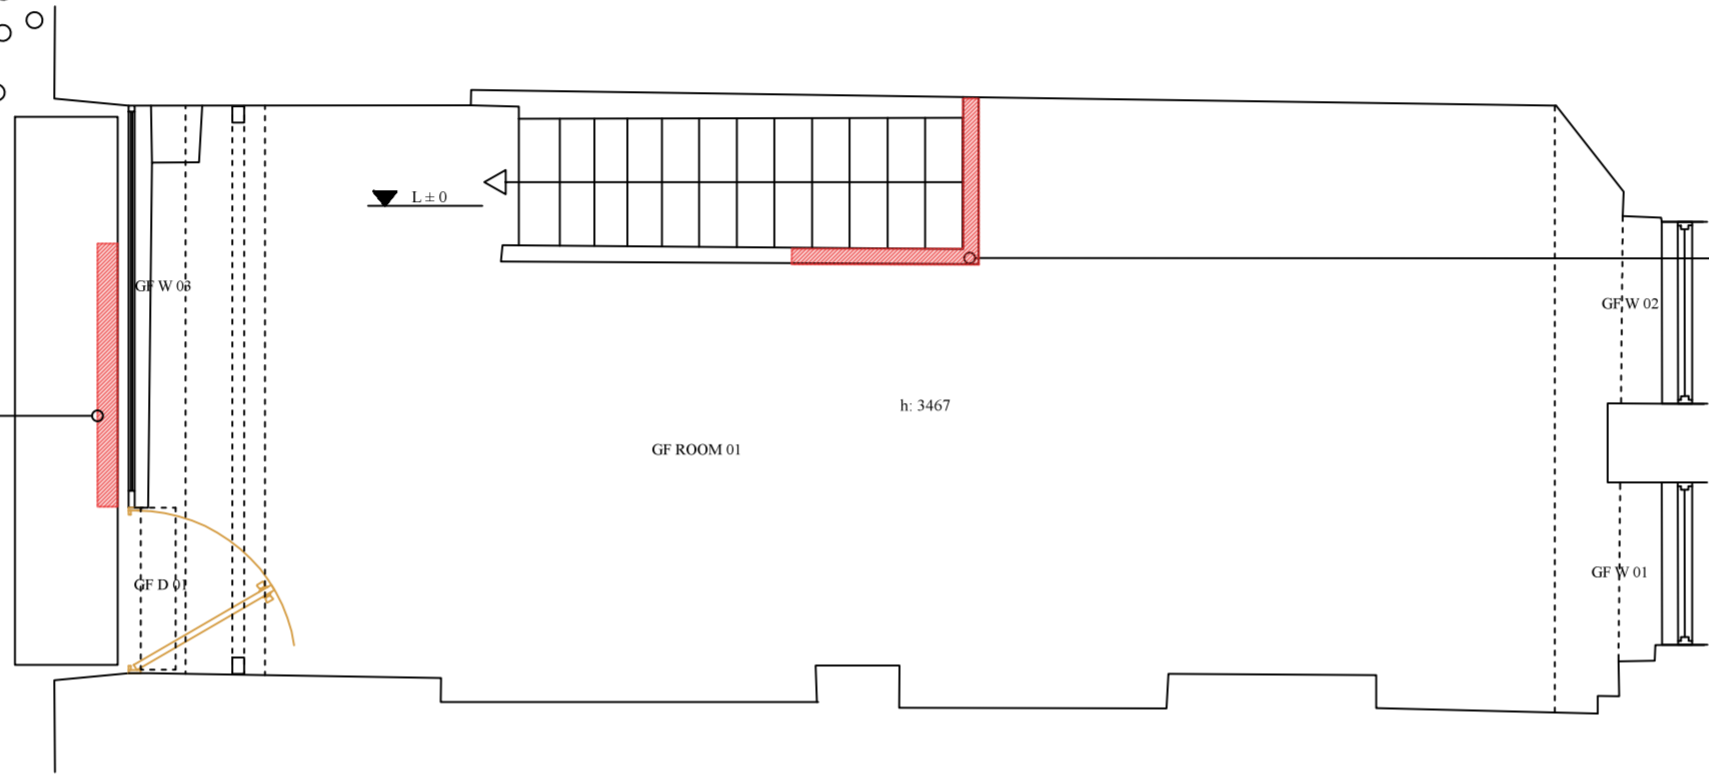 L ± 0
GF W 03
GF W 02
h: 3467
GF ROOM 01
GF W 01
GF D 01